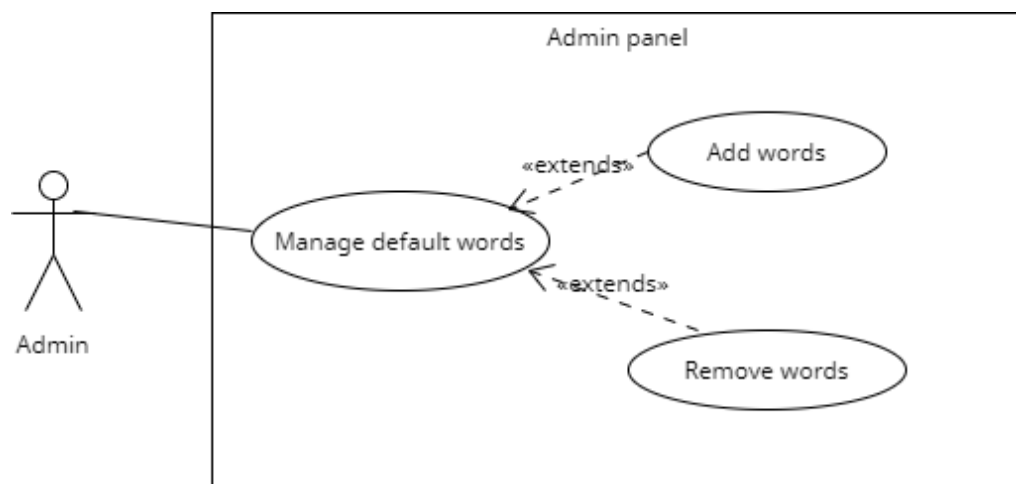 Admin panel
Add words
«extends»
Manage default words
«extends»
Admin
Remove words